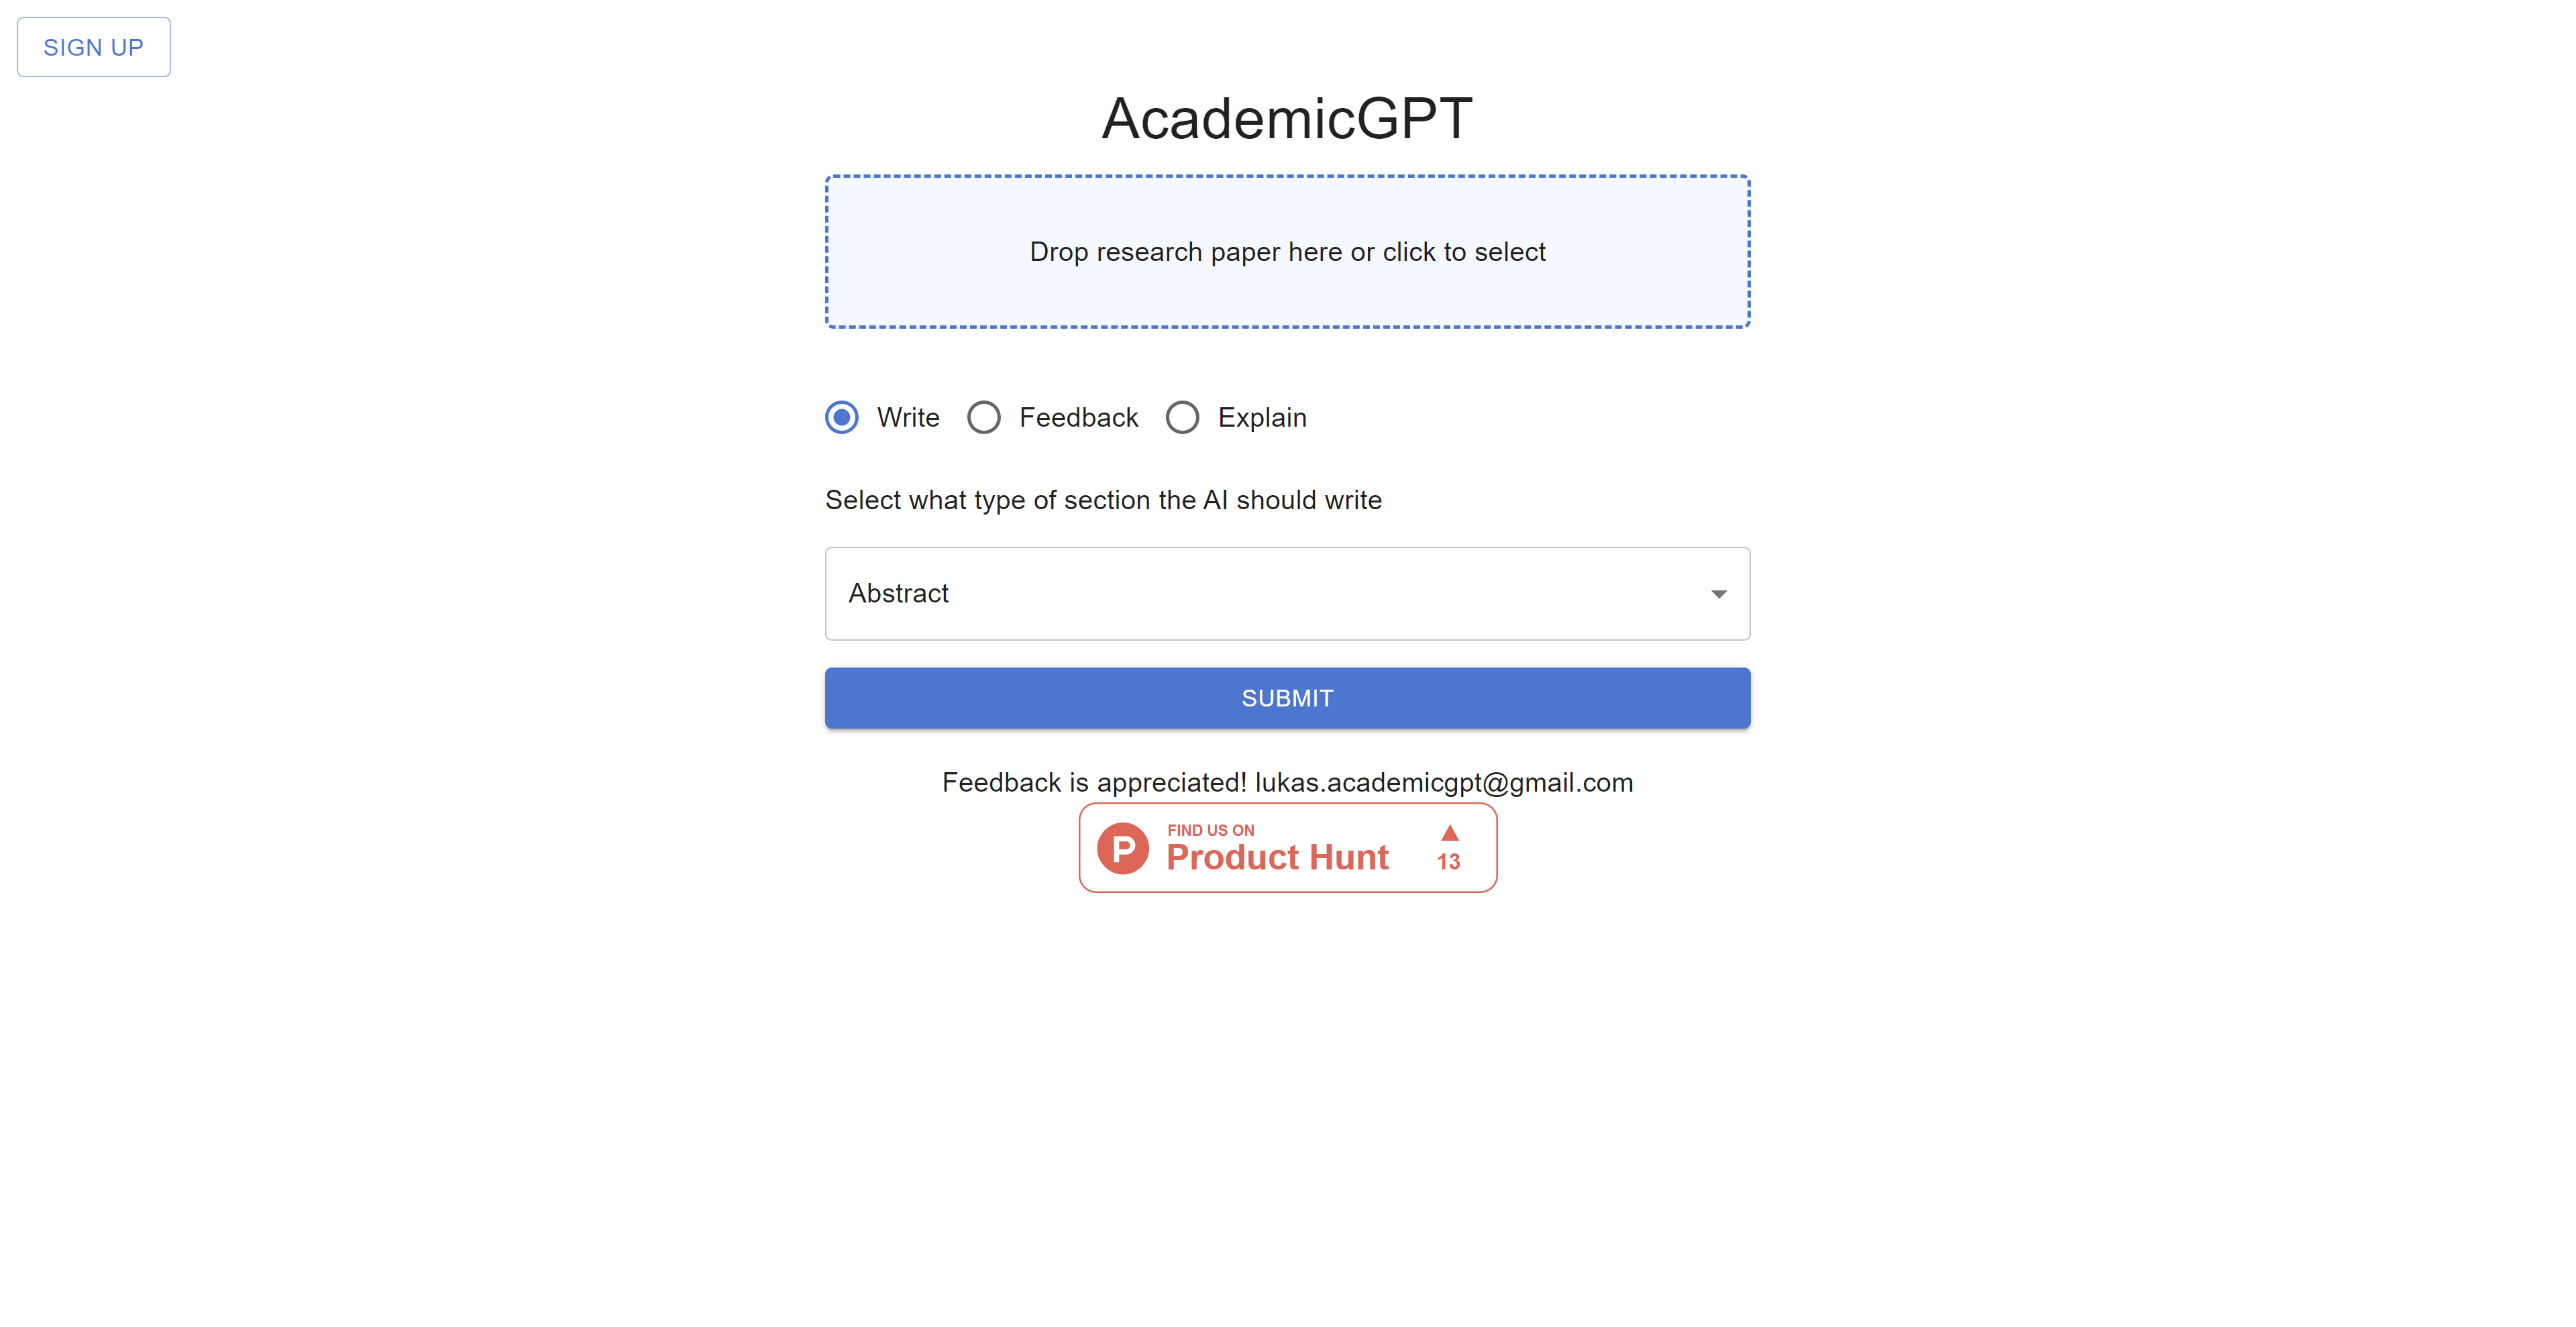 SIGN UP
AcademicGPT
Drop research paper here or click to select
Write Feedback Explain
Select what type of section the AI should write
Abstract
SUBMIT
Feedback is appreciated! lukas.academicgpt@gmail.com
P FIND US ON
Product Hunt
13